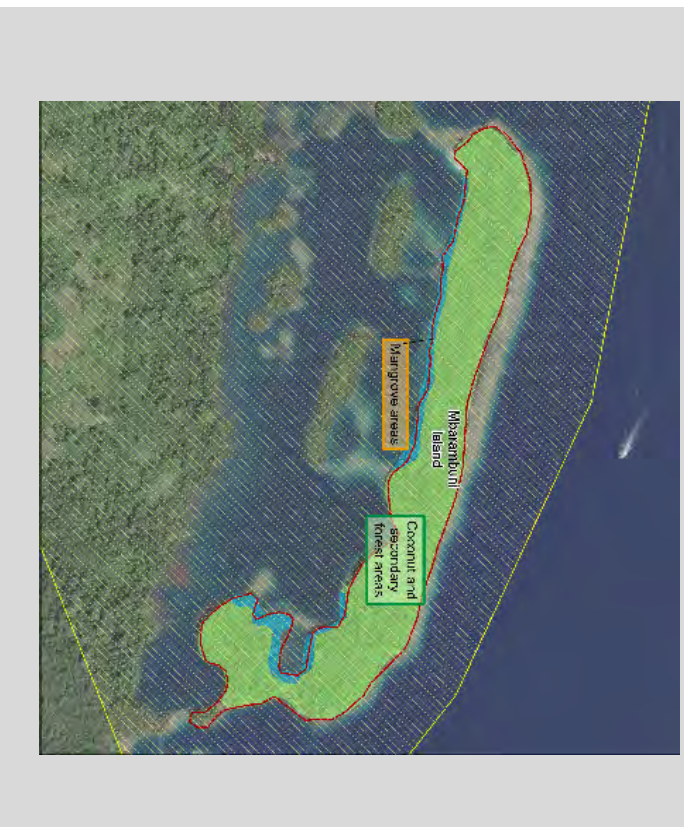 Mbarambuni
Island
Mangrove areas
Coconut and
secondary
forest areas